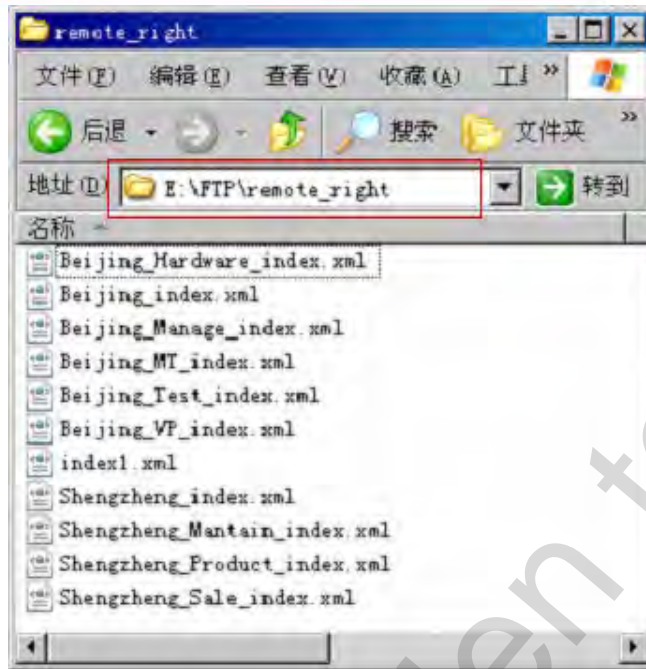 remote_right
文件(F) 编辑(E) 查看(V) 收藏(A) »
后退 搜索 文件夹 »
地址(D) E:\FTP\remote_right 转到
名称
Beijing_Hardware_index.xml
Beijing_index.xml
Beijing_Manage_index.xml
Beijing_MT_index.xml
Beijing_Test_index.xml
Beijing_VP_index.xml
index1.xml
Shengzheng_index.xml
Shengzheng_Mantain_index.xml
Shengzheng_Product_index.xml
Shengzheng_Sale_index.xml